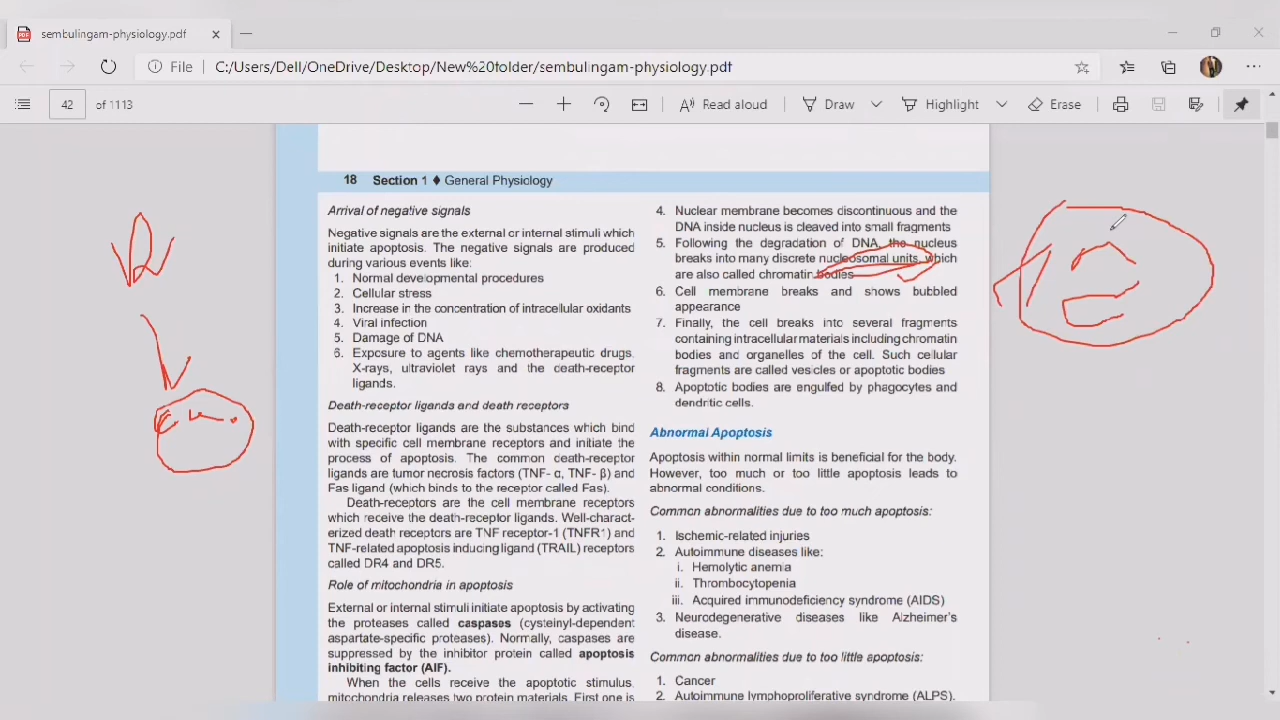 sembulingam-physiology.pdf
File C:/Users/Dell/OneDrive/Desktop/New%20folder/sembulingam-physiology.pdf
42 of 1113 Read aloud Draw Highlight Erase
18 Section 1 ♦ General Physiology
Arrival of negative signals
Negative signals are the external or internal stimuli which
initiate apoptosis. The negative signals are produced
during various events like:
1. Normal developmental procedures
2. Cellular stress
3. Increase in the concentration of intracellular oxidants
4. Viral infection
5. Damage of DNA
6. Exposure to agents like chemotherapeutic drugs,
X-rays, ultraviolet rays and the death-receptor
ligands.
Death-receptor ligands and death receptors
Death-receptor ligands are the substances which bind
with specific cell membrane receptors and initiate the
process of apoptosis. The common death-receptor
ligands are tumor necrosis factors (TNF- α, TNF- β) and
Fas ligand (which binds to the receptor called Fas).
Death-receptors are the cell membrane receptors
which receive the death-receptor ligands. Well-charact-
erized death receptors are TNF receptor-1 (TNFR1) and
TNF-related apoptosis inducing ligand (TRAIL) receptors
called DR4 and DR5.
Role of mitochondria in apoptosis
External or internal stimuli initiate apoptosis by activating
the proteases called caspases (cysteinyl-dependent
aspartate-specific proteases). Normally, caspases are
suppressed by the inhibitor protein called apoptosis
inhibiting factor (AIF).
When the cells receive the apoptotic stimulus,
mitochondria releases two protein materials. First one is
4. Nuclear membrane becomes discontinuous and the
DNA inside nucleus is cleaved into small fragments
5. Following the degradation of DNA, the nucleus
breaks into many discrete nucleosomal units, which
are also called chromatin bodies
6. Cell membrane breaks and shows bubbled
appearance
7. Finally, the cell breaks into several fragments
containing intracellular materials including chromatin
bodies and organelles of the cell. Such cellular
fragments are called vesicles or apoptotic bodies
8. Apoptotic bodies are engulfed by phagocytes and
dendritic cells.
Abnormal Apoptosis
Apoptosis within normal limits is beneficial for the body.
However, too much or too little apoptosis leads to
abnormal conditions.
Common abnormalities due to too much apoptosis:
1. Ischemic-related injuries
2. Autoimmune diseases like:
i. Hemolytic anemia
ii. Thrombocytopenia
iii. Acquired immunodeficiency syndrome (AIDS)
3. Neurodegenerative diseases like Alzheimer's
disease.
Common abnormalities due to too little apoptosis:
1. Cancer
2. Autoimmune lymphoproliferative syndrome (ALPS).